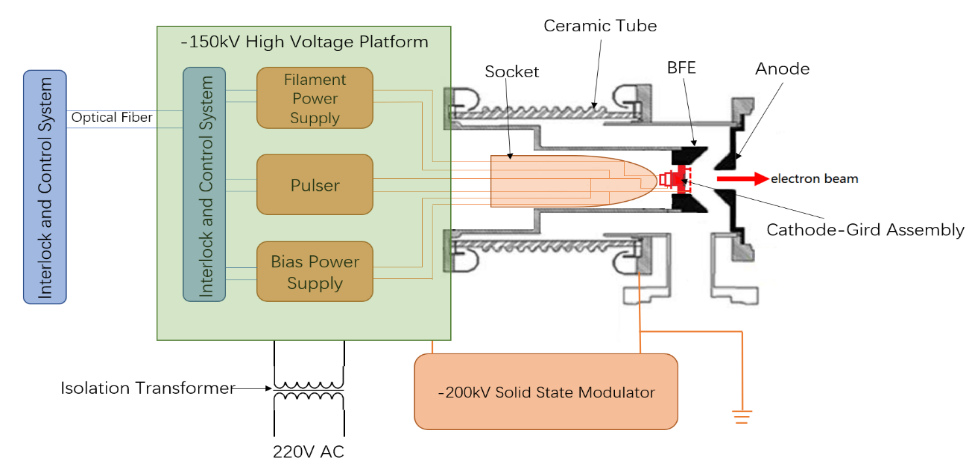 Ceramic Tube
-150kV High Voltage Platform
Socket
BFE
Anode
Interlock and Control System
Optical Fiber
Interlock and Control System
Filament
Power
Supply
Pulser
Bias Power
Supply
electron beam
Cathode-Gird Assembly
Isolation Transformer
-200kV Solid State Modulator
220V AC